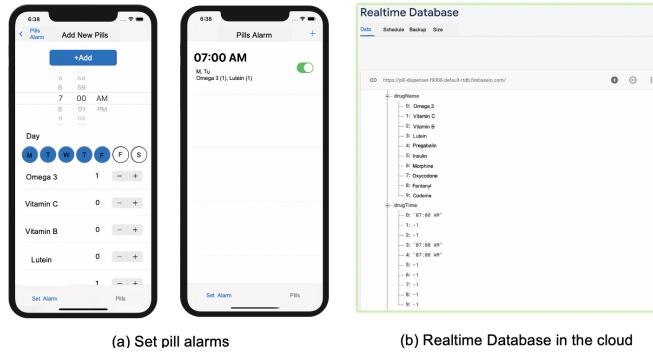 6:38
Pills
Alarm
Add New Pills
+Add
6 59
7 00 AM
8 01 PM
Day
M T W T F F S
Omega 3 1 − +
Vitamin C 0 − +
Vitamin B 0 − +
Lutein 0 − +
1 − +
Set Alarm Pills
6:38
Pills Alarm +
07:00 AM
M, Tu
Omega 3 (1), Lutein (1)
Set Alarm Pills
(a) Set pill alarms
Realtime Database
Data Schedule Backup Size
https://pill-dispenser-f9308-default-rtdb.firebaseio.com/
drugName
0: Omega 3
1: Vitamin C
2: Vitamin B
3: Lutein
4: Pregabalin
5: Insulin
6: Morphine
7: Oxycodone
8: Fentanyl
9: Codeine
drugTime
0: "07:00 AM"
1: -1
2: -1
3: "07:00 AM"
4: "07:00 AM"
5: -1
6: -1
7: -1
8: -1
9: -1
(b) Realtime Database in the cloud